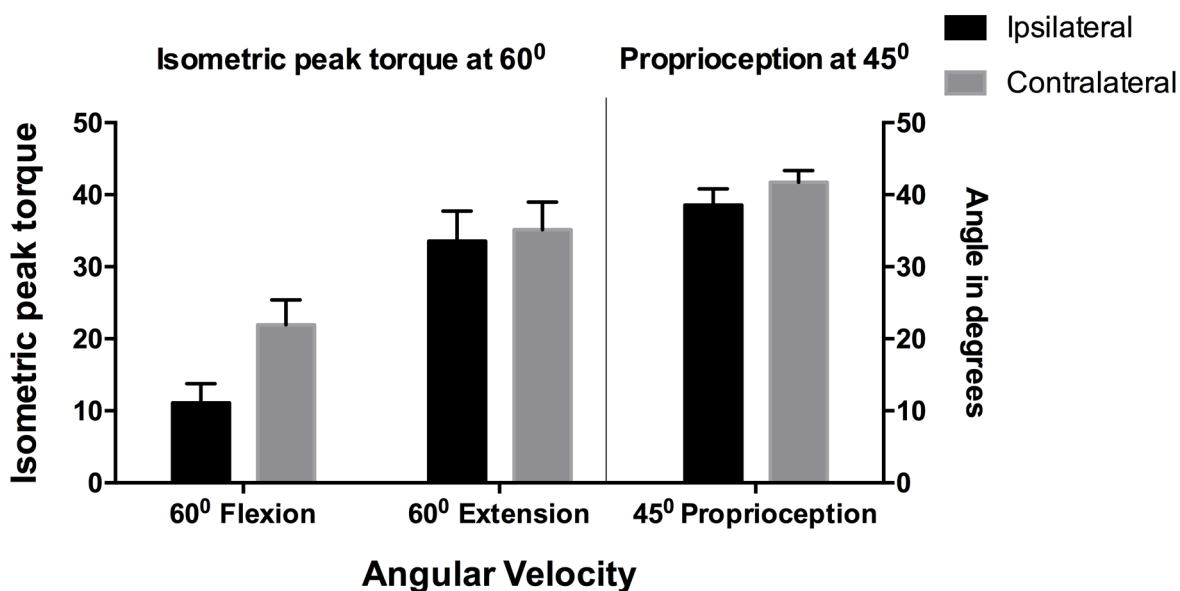 Ipsilateral
Contralateral
Isometric peak torque at 60⁰
Proprioception at 45⁰
Isometric peak torque
50
40
30
20
10
0
50
40
30
20
10
0
Angle in degrees
60⁰ Flexion
60⁰ Extension
45⁰ Proprioception
Angular Velocity